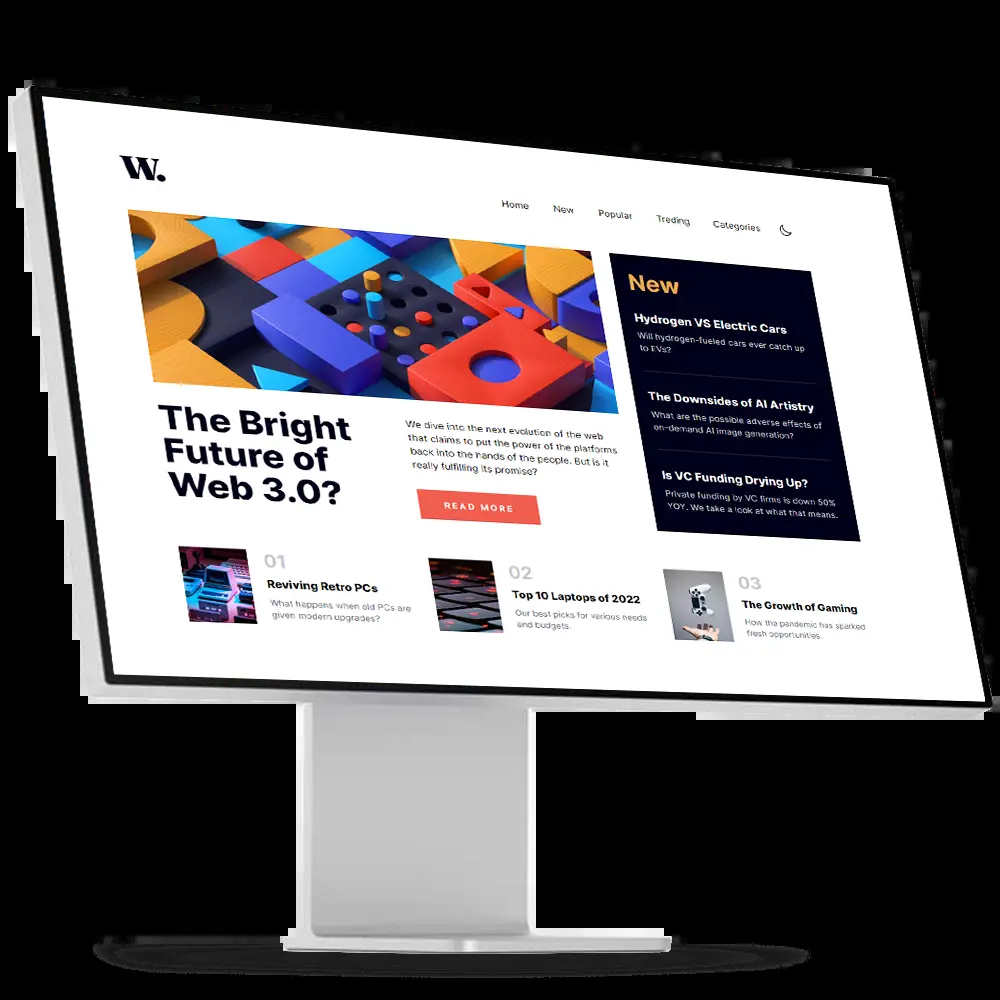 W.
Home New Popular Treding Categories
The Bright
Future of
Web 3.0?
We dive into the next evolution of the web
that claims to put the power of the platforms
back into the hands of the people. But is it
really fulfilling its promise?
READ MORE
New
Hydrogen VS Electric Cars
Will hydrogen-fueled cars ever catch up
to EVs?
The Downsides of AI Artistry
What are the possible adverse effects of
on-demand AI image generation?
Is VC Funding Drying Up?
Private funding by VC firms is down 50%
YOY. We take a look at what that means.
01
Reviving Retro PCs
What happens when old PCs are
given modern upgrades?
02
Top 10 Laptops of 2022
Our best picks for various needs
and budgets.
03
The Growth of Gaming
How the pandemic has sparked
fresh opportunities.